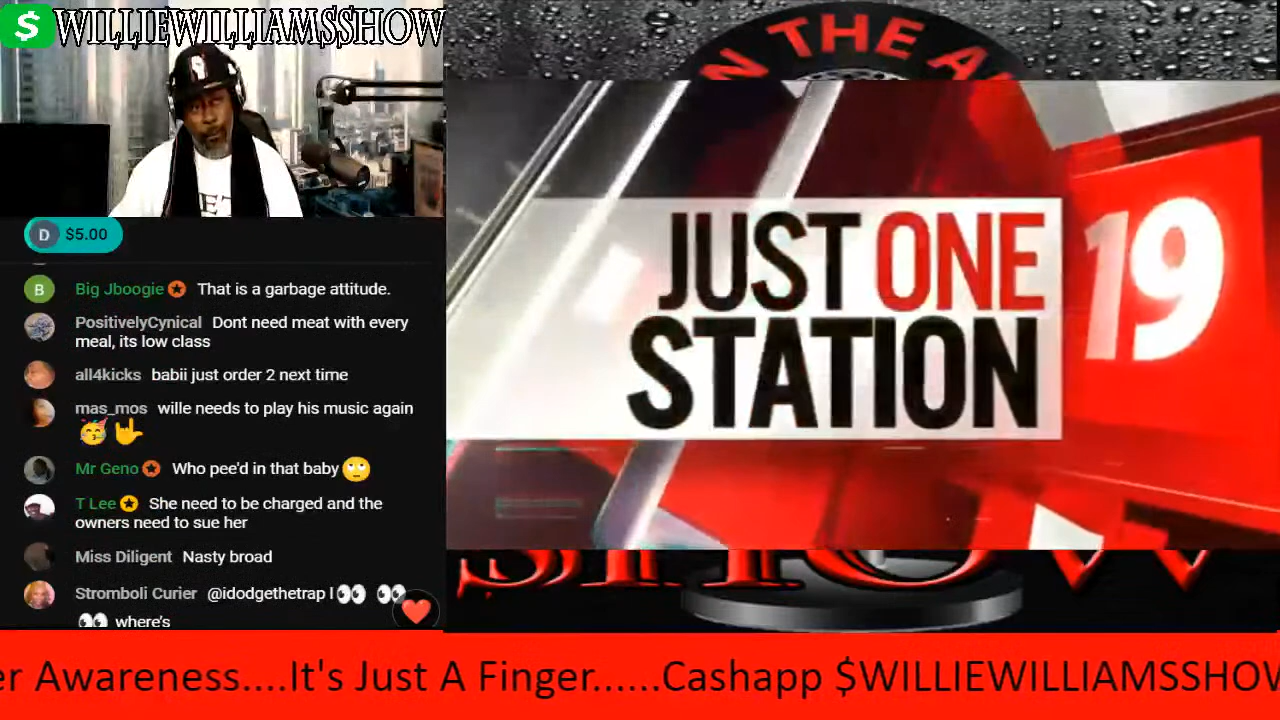 $ WILLIEWILLIAMSSHOW
N THE A
JUST ONE
STATION
19
SHOW
D $5.00
B Big Jboogie That is a garbage attitude.
PositivelyCynical Dont need meat with every
meal, its low class
all4kicks babii just order 2 next time
mas_mos wille needs to play his music again
🥳 🤟
Mr Geno Who pee'd in that baby 🙄
T Lee She need to be charged and the
owners need to sue her
Miss Diligent Nasty broad
Stromboli Curier @idodgethetrap I 👀 👀
👀 where's
er Awareness....It's Just A Finger......Cashapp $WILLIEWILLIAMSSHOW